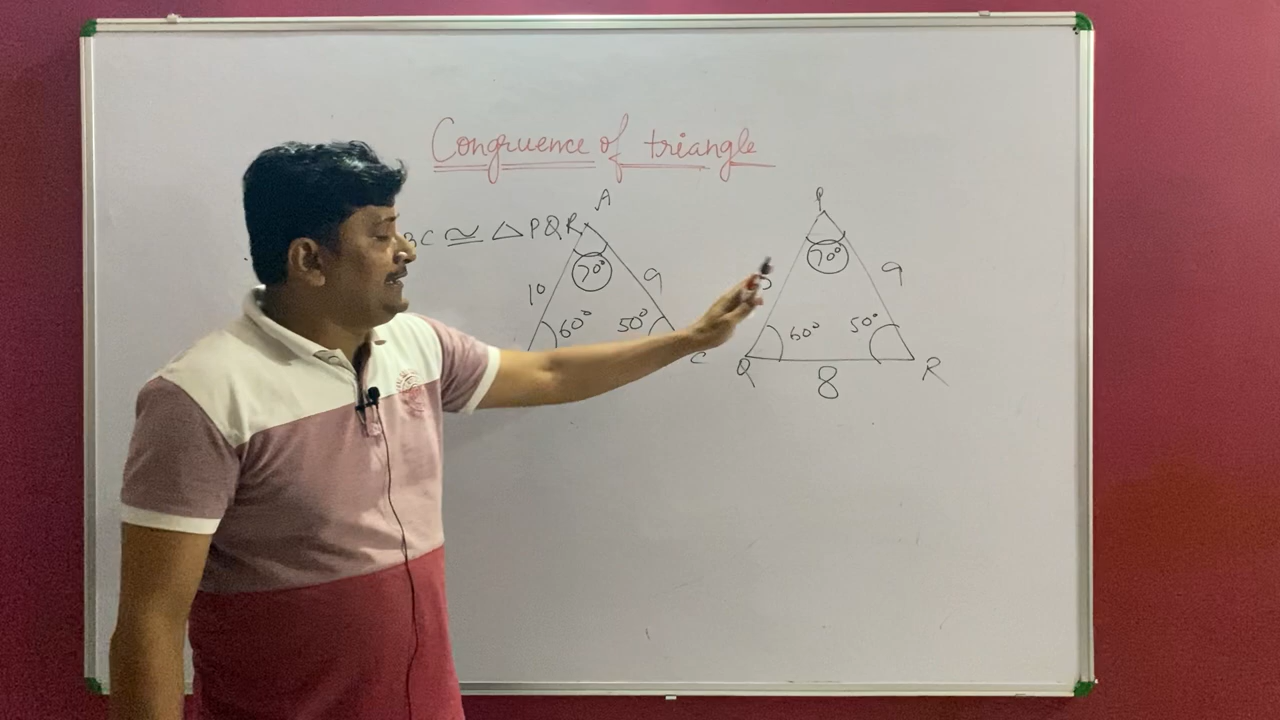 Congruence of triangle
BC ≅ △PQR
A
10
9
70°
60°
50°
C
P
9
70°
60°
50°
Q
8
R